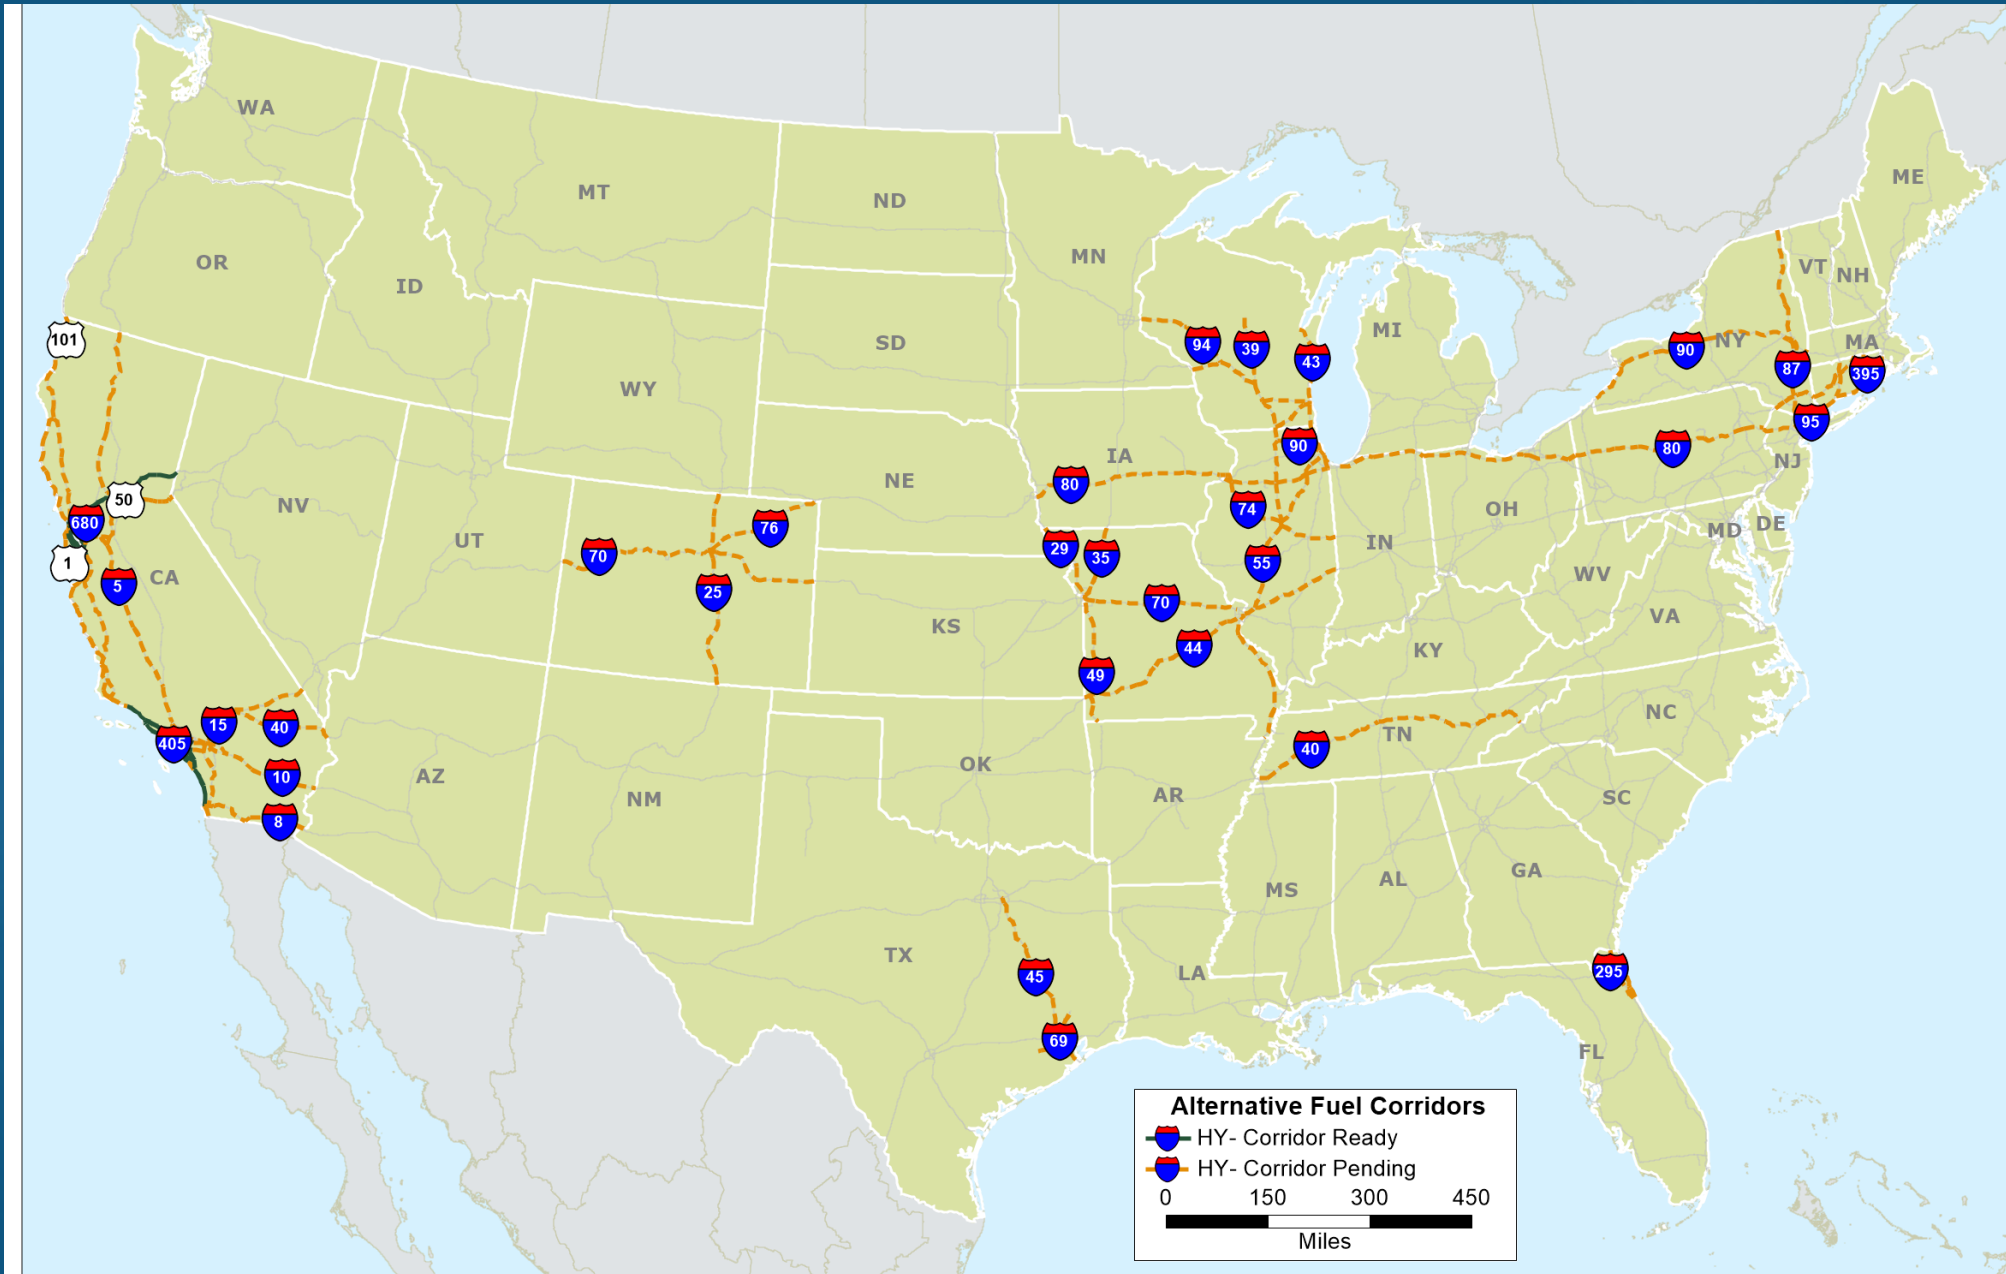 WA
ME
MT
ND
OR
MN
VT
NH
ID
101
SD
MI
94
39
43
90
NY
MA
87
395
WY
95
IA
90
80
NE
80
NJ
NV
50
74
OH
680
76
MD
DE
UT
70
29
35
55
IN
1
CA
5
25
70
WV
KS
VA
44
KY
49
15
40
NC
405
40
TN
OK
10
AZ
NM
AR
SC
8
GA
MS
AL
TX
LA
45
295
69
FL
Alternative Fuel Corridors
HY- Corridor Ready
HY- Corridor Pending
0 150 300 450
Miles